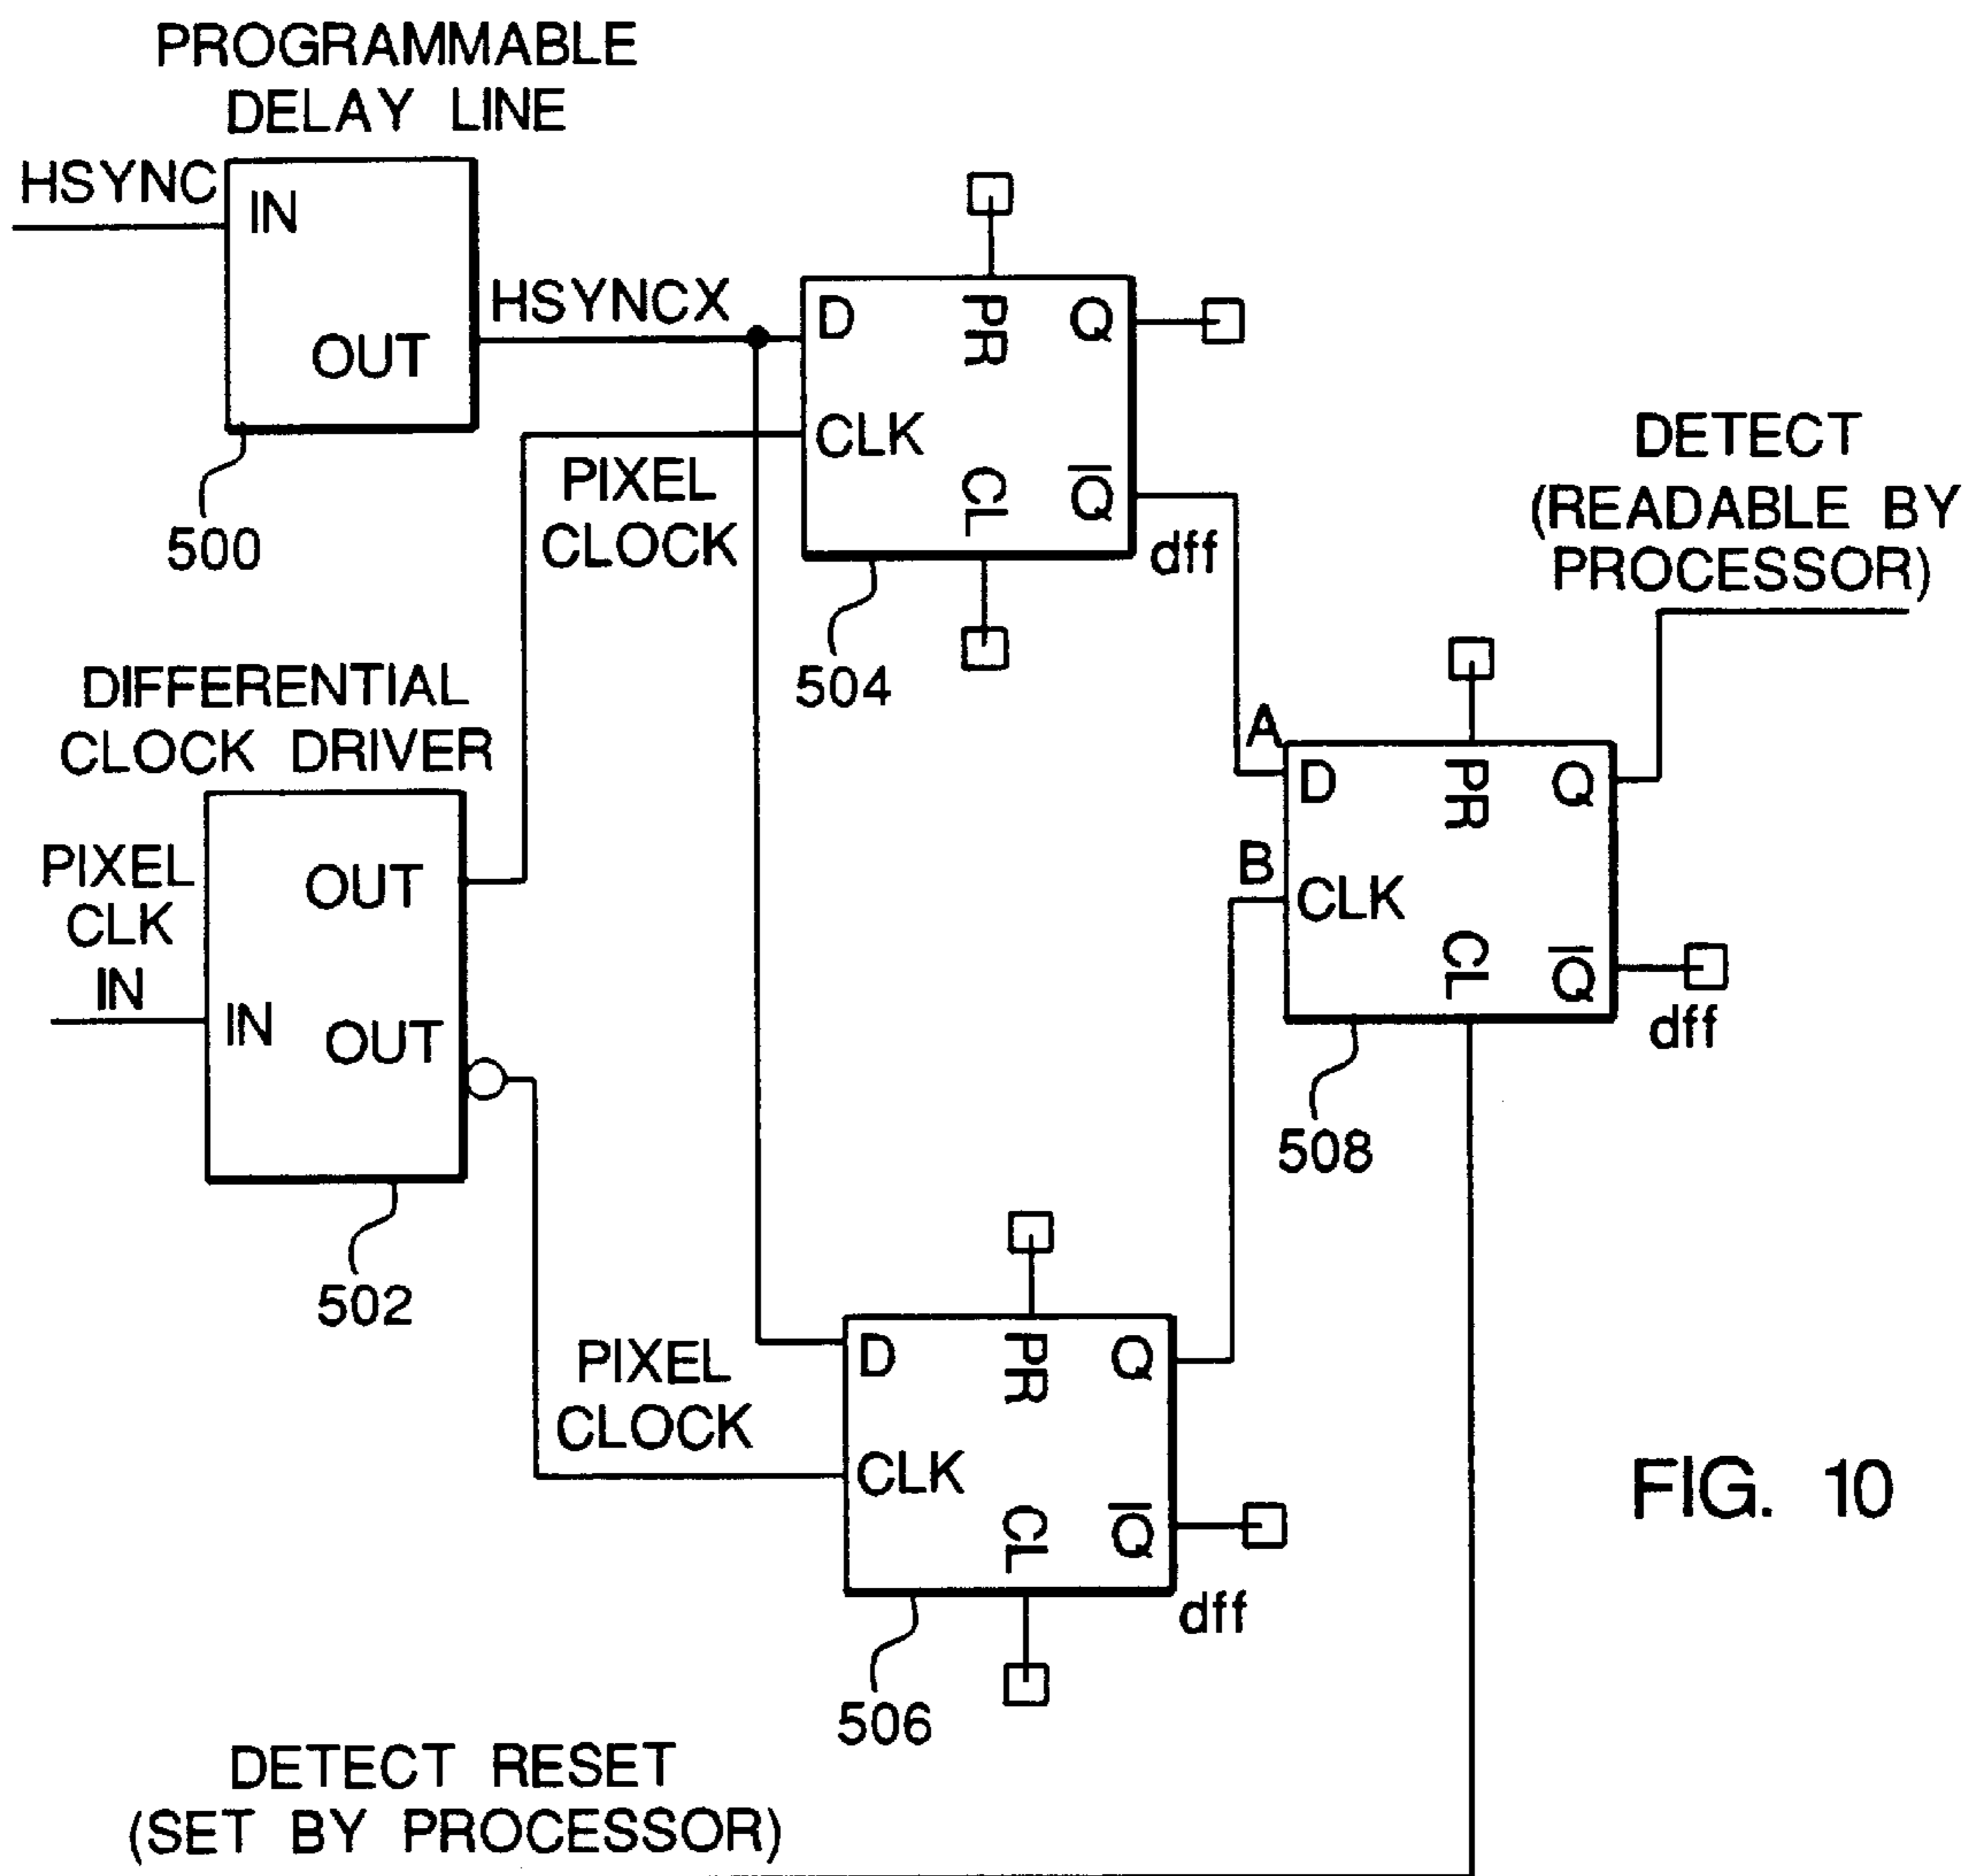 PROGRAMMABLE
DELAY LINE
HSYNC
IN
OUT
500
HSYNCX
D
PR
Q
CLK
CL
Q̅
dff
504
PIXEL
CLOCK
DETECT
(READABLE BY
PROCESSOR)
DIFFERENTIAL
CLOCK DRIVER
PIXEL
CLK
IN
IN
OUT
OUT
502
A
B
D
PR
Q
CLK
CL
Q̅
dff
508
PIXEL
CLOCK
D
PR
Q
CLK
CL
Q̅
dff
506
FIG. 10
DETECT RESET
(SET BY PROCESSOR)